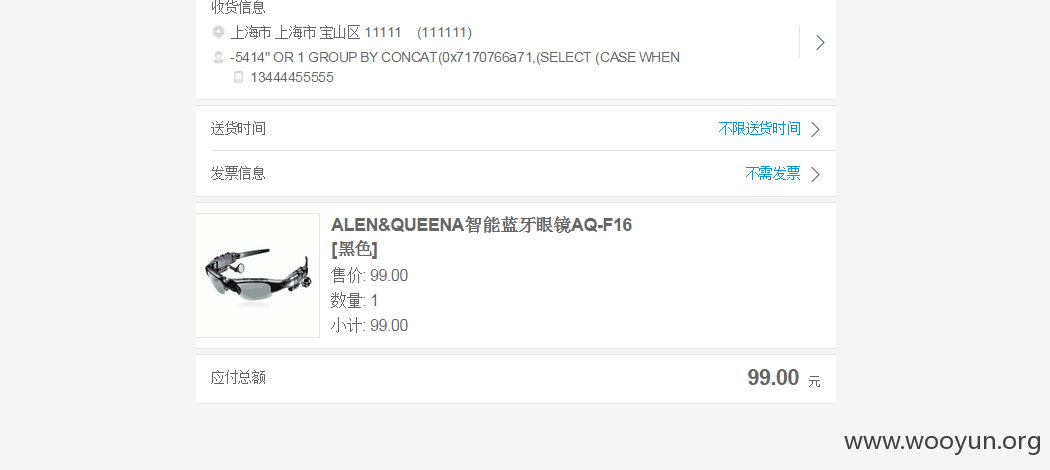 收货信息
上海市 上海市 宝山区 11111 (111111)
-5414" OR 1 GROUP BY CONCAT(0x7170766a71,(SELECT (CASE WHEN
13444455555
送货时间 不限送货时间
发票信息 不需发票
ALEN&QUEENA智能蓝牙眼镜AQ-F16
[黑色]
售价: 99.00
数量: 1
小计: 99.00
应付总额 99.00 元
www.wooyun.org